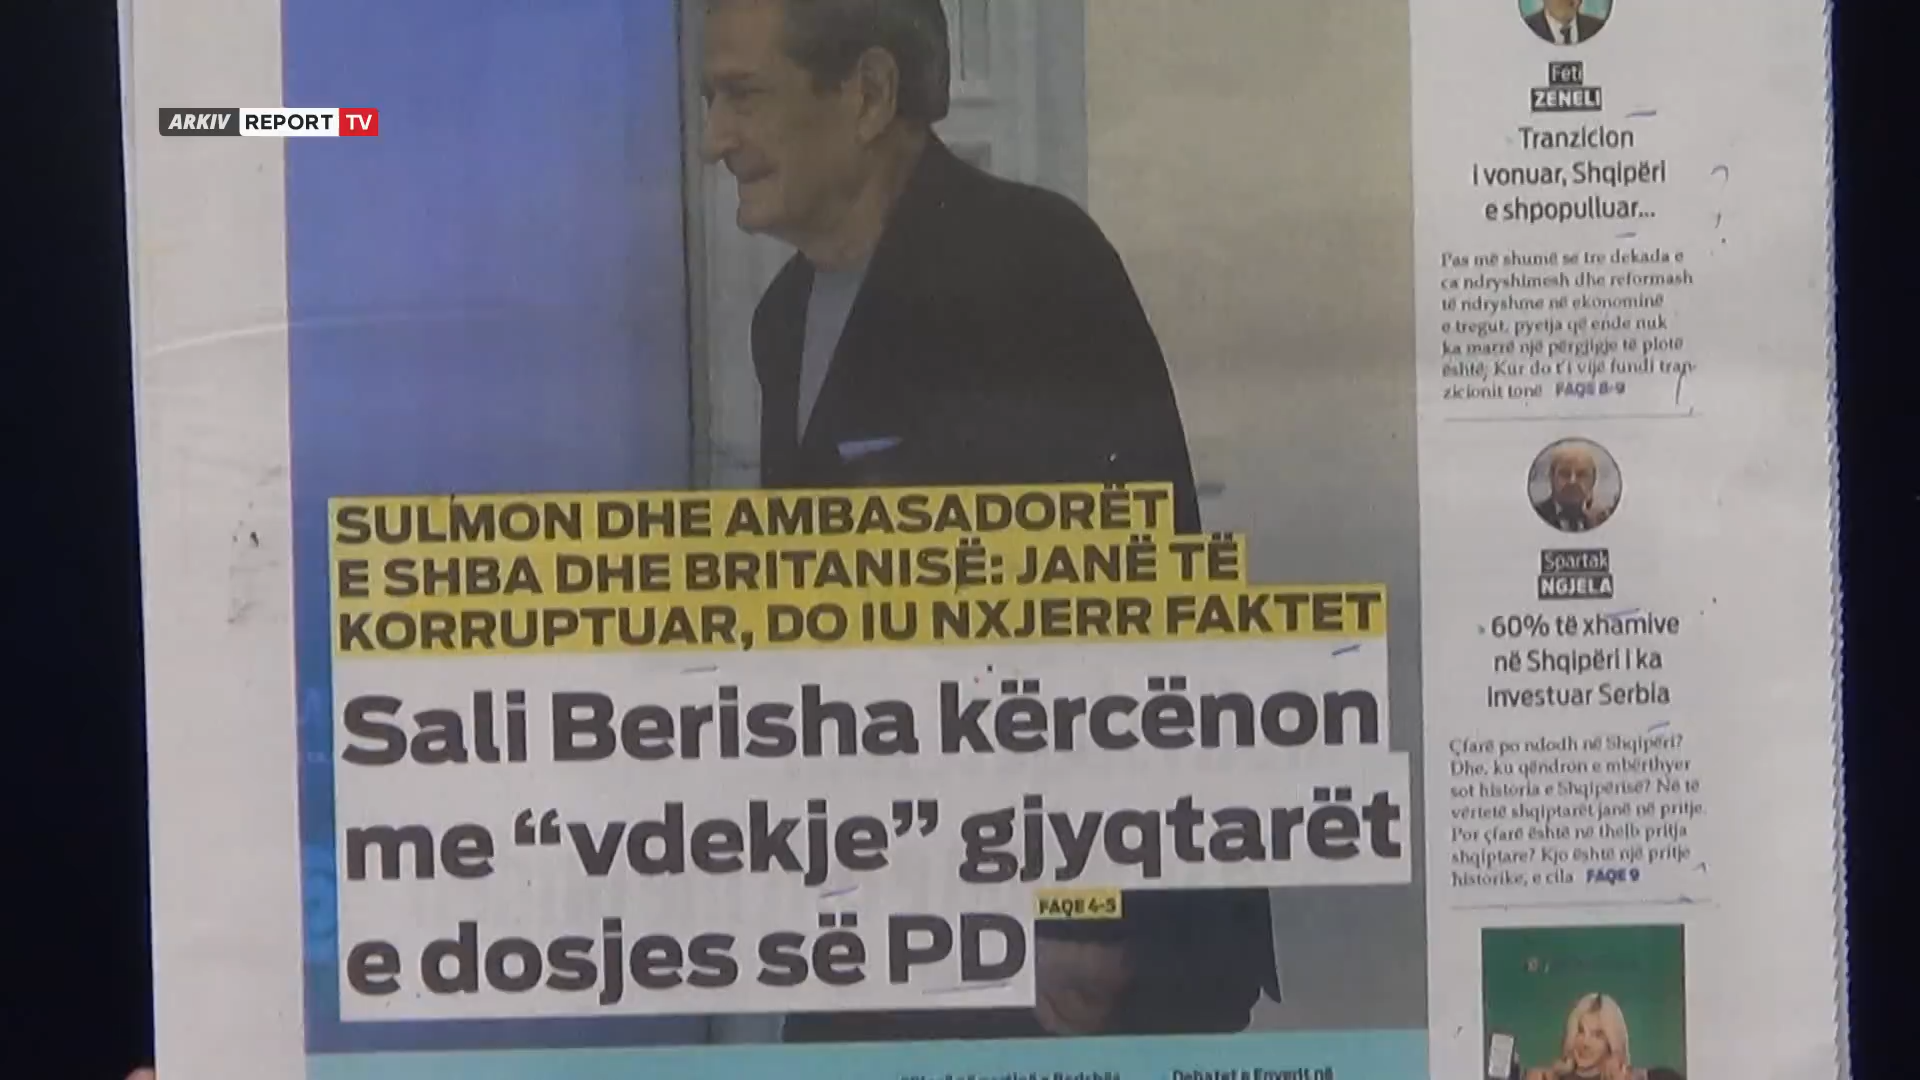 ARKIV REPORT TV
SULMON DHE AMBASADORËT
E SHBA DHE BRITANISË: JANË TË
KORRUPTUAR, DO IU NXJERR FAKTET
Sali Berisha kërcënon
me “vdekje” gjyqtarët
e dosjes së PD
FAQE 4-5
Feti
ZENELI
Tranzicion
i vonuar, Shqipëri
e shpopulluar...
Pas më shumë se tre dekada e
ca ndryshimesh dhe reformash
të ndryshme në ekonominë
e tregut, pyetja që ende nuk
ka marrë një përgjigje të plotë
është; Kur do t'i vijë fundi tran-
zicionit tonë FAQE 8-9
Spartak
NGJELA
60% të xhamive
në Shqipëri i ka
investuar Serbia
Çfarë po ndodh në Shqipëri?
Dhe, ku qëndron e mbërthyer
sot historia e Shqipërisë? Në të
vërtetë shqiptarët janë në pritje.
Por çfarë është në thelb pritja
shqiptare? Kjo është një pritje
historike, e cila FAQE 9
Debatet e Enverit në